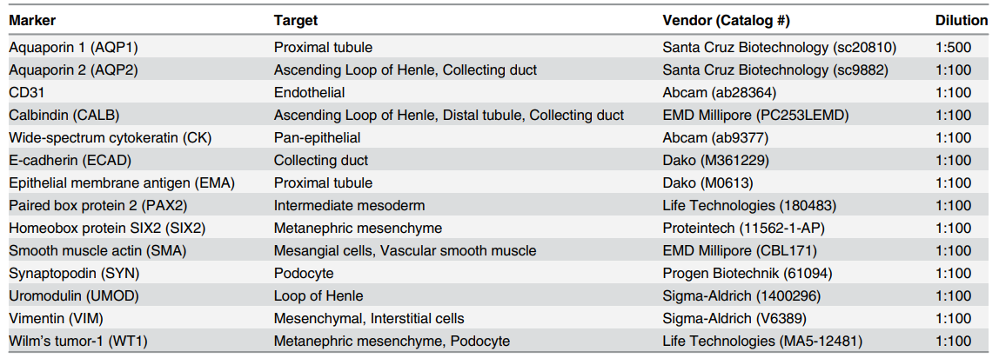 Marker Target Vendor (Catalog #) Dilution
Aquaporin 1 (AQP1) Proximal tubule Santa Cruz Biotechnology (sc20810) 1:500
Aquaporin 2 (AQP2) Ascending Loop of Henle, Collecting duct Santa Cruz Biotechnology (sc9882) 1:100
CD31 Endothelial Abcam (ab28364) 1:100
Calbindin (CALB) Ascending Loop of Henle, Distal tubule, Collecting duct EMD Millipore (PC253LEMD) 1:100
Wide-spectrum cytokeratin (CK) Pan-epithelial Abcam (ab9377) 1:100
E-cadherin (ECAD) Collecting duct Dako (M361229) 1:100
Epithelial membrane antigen (EMA) Proximal tubule Dako (M0613) 1:100
Paired box protein 2 (PAX2) Intermediate mesoderm Life Technologies (180483) 1:100
Homeobox protein SIX2 (SIX2) Metanephric mesenchyme Proteintech (11562-1-AP) 1:100
Smooth muscle actin (SMA) Mesangial cells, Vascular smooth muscle EMD Millipore (CBL171) 1:100
Synaptopodin (SYN) Podocyte Progen Biotechnik (61094) 1:100
Uromodulin (UMOD) Loop of Henle Sigma-Aldrich (1400296) 1:100
Vimentin (VIM) Mesenchymal, Interstitial cells Sigma-Aldrich (V6389) 1:100
Wilm's tumor-1 (WT1) Metanephric mesenchyme, Podocyte Life Technologies (MA5-12481) 1:100